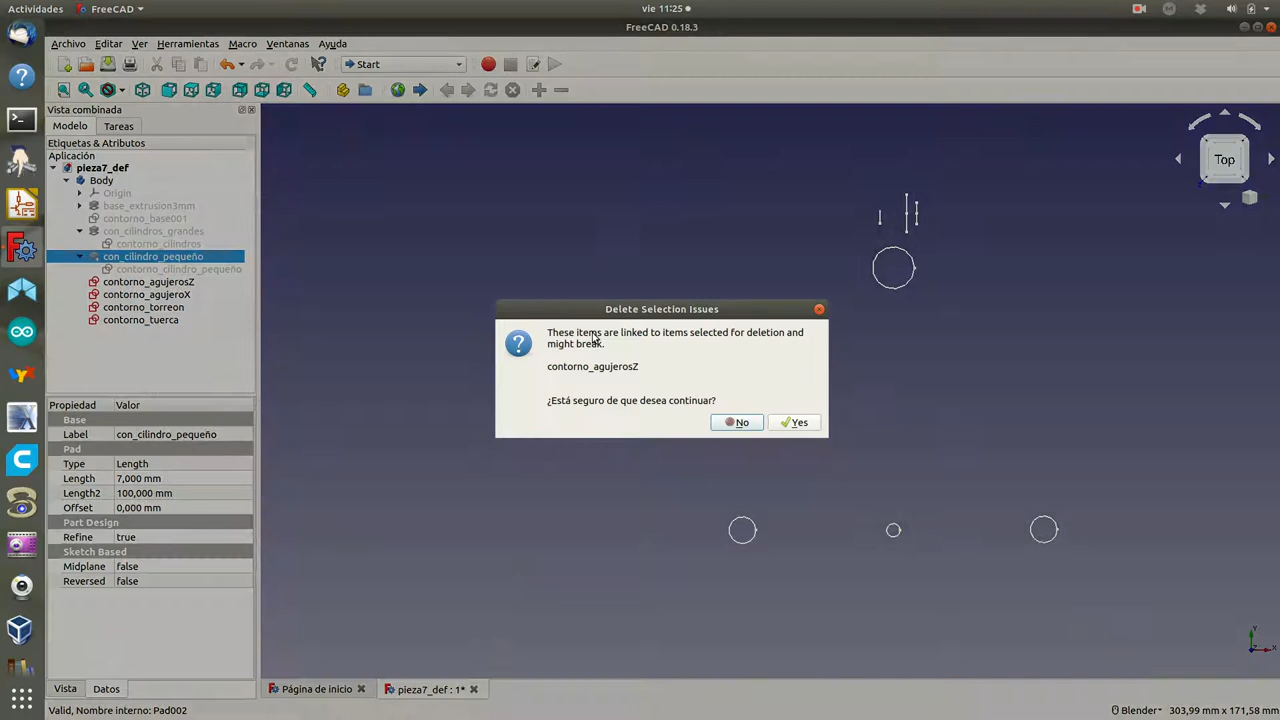 Actividades
FreeCAD
vie 11:25
FreeCAD 0.18.3
Archivo Editar Ver Herramientas Macro Ventanas Ayuda
Start
Vista combinada
Modelo Tareas
Etiquetas & Atributos
Aplicación
pieza7_def
Body
Origin
base_extrusion3mm
contorno_base001
con_cilindros_grandes
contorno_cilindros
con_cilindro_pequeño
contorno_cilindro_pequeño
contorno_agujerosZ
contorno_agujeroX
contorno_torreon
contorno_tuerca
Top
Delete Selection Issues
These items are linked to items selected for deletion and
might break.
contorno_agujerosZ
¿Está seguro de que desea continuar?
No Yes
Propiedad Valor
Base
Label con_cilindro_pequeño
Pad
Type Length
Length 7,000 mm
Length2 100,000 mm
Offset 0,000 mm
Part Design
Refine true
Sketch Based
Midplane false
Reversed false
Vista Datos
Página de inicio
pieza7_def : 1*
Valid, Nombre interno: Pad002
Blender
303,99 mm x 171,58 mm